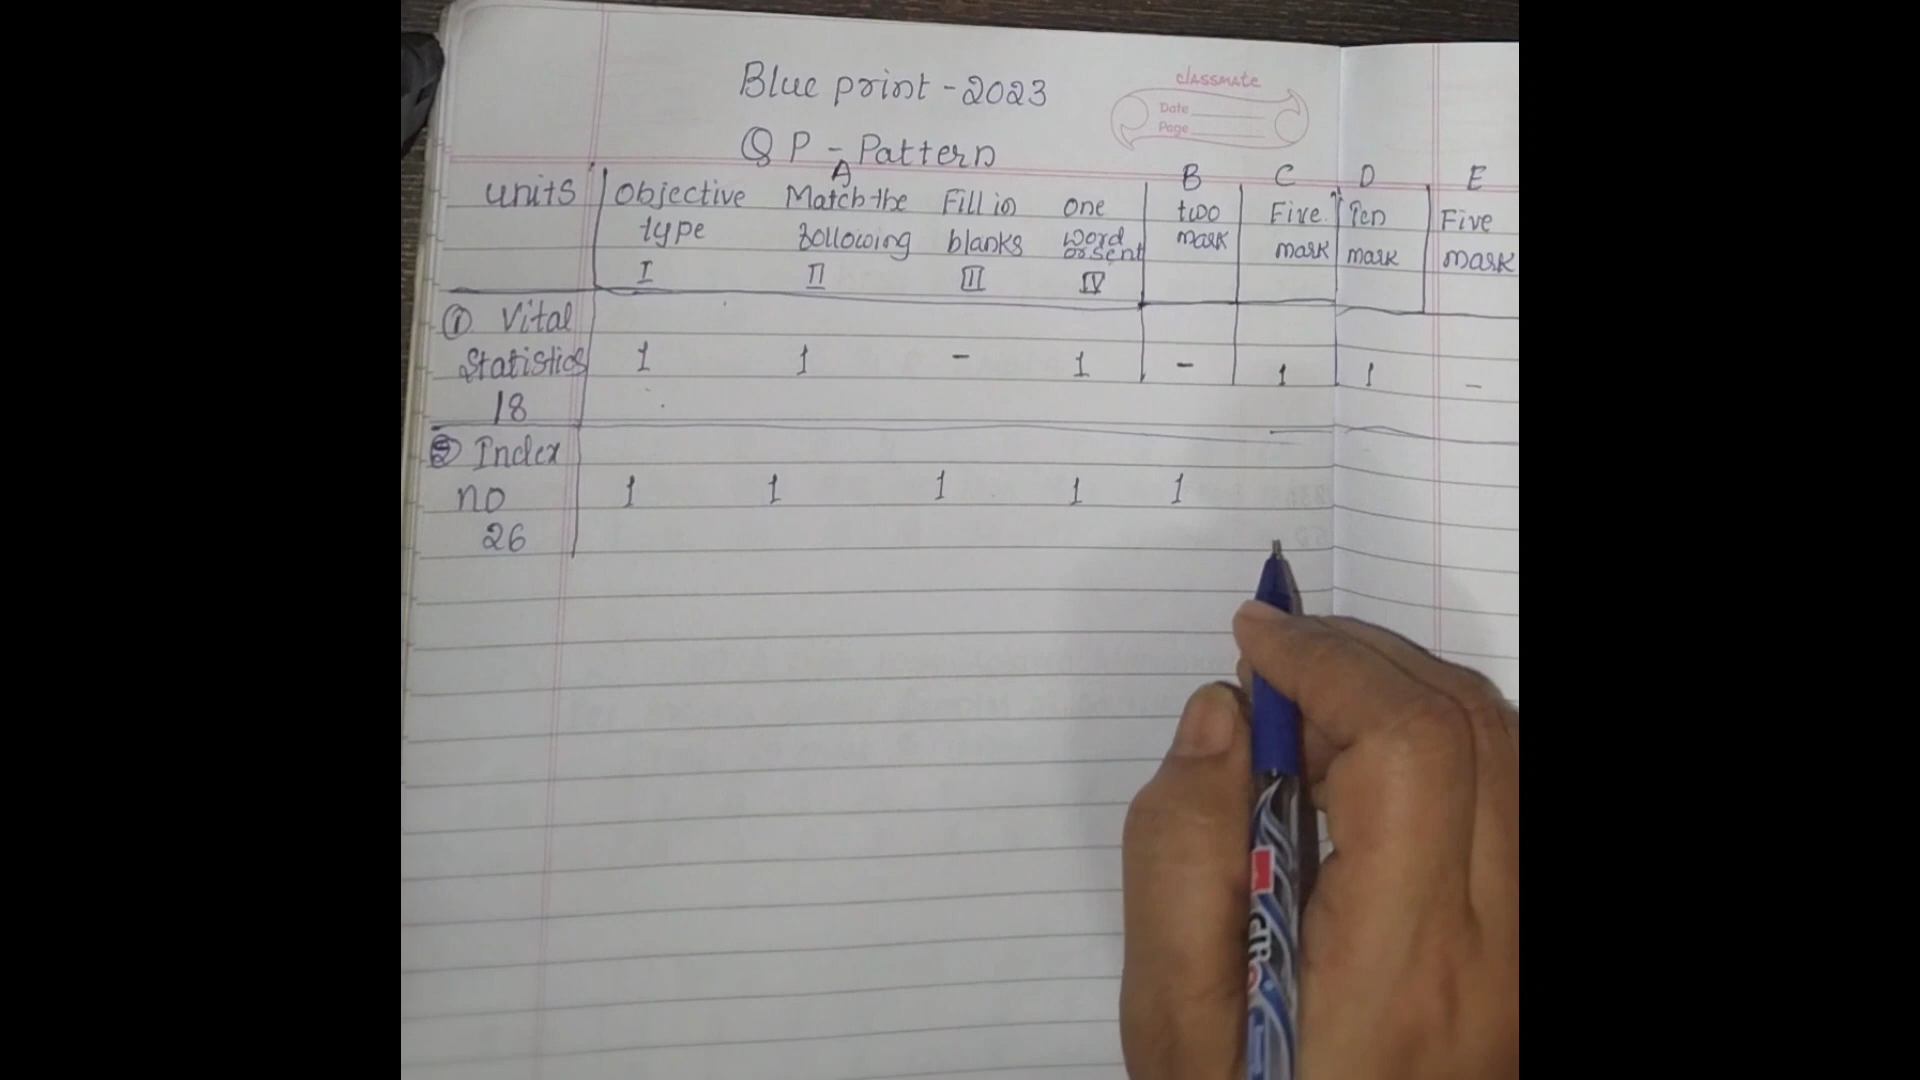 Blue print - 2023
classmate
Date
Page
Q P - Pattern
A B C D E
units Objective Match the Fill in one two Five Ten Five
type following blanks word mark mark mark mark
or sent
I II III IV
① Vital
Statistics 1 1 - 1 - 1 1 -
18
② Index
no 1 1 1 1 1
26